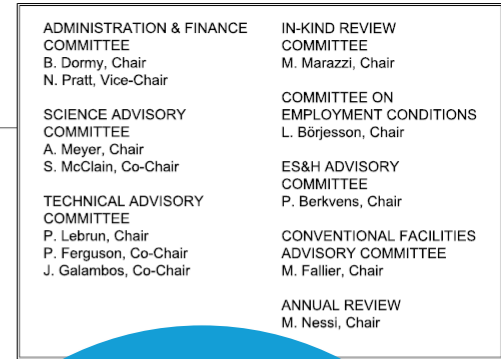 ADMINISTRATION & FINANCE
COMMITTEE
B. Dormy, Chair
N. Pratt, Vice-Chair
SCIENCE ADVISORY
COMMITTEE
A. Meyer, Chair
S. McClain, Co-Chair
TECHNICAL ADVISORY
COMMITTEE
P. Lebrun, Chair
P. Ferguson, Co-Chair
J. Galambos, Co-Chair
IN-KIND REVIEW
COMMITTEE
M. Marazzi, Chair
COMMITTEE ON
EMPLOYMENT CONDITIONS
L. Börjesson, Chair
ES&H ADVISORY
COMMITTEE
P. Berkvens, Chair
CONVENTIONAL FACILITIES
ADVISORY COMMITTEE
M. Fallier, Chair
ANNUAL REVIEW
M. Nessi, Chair